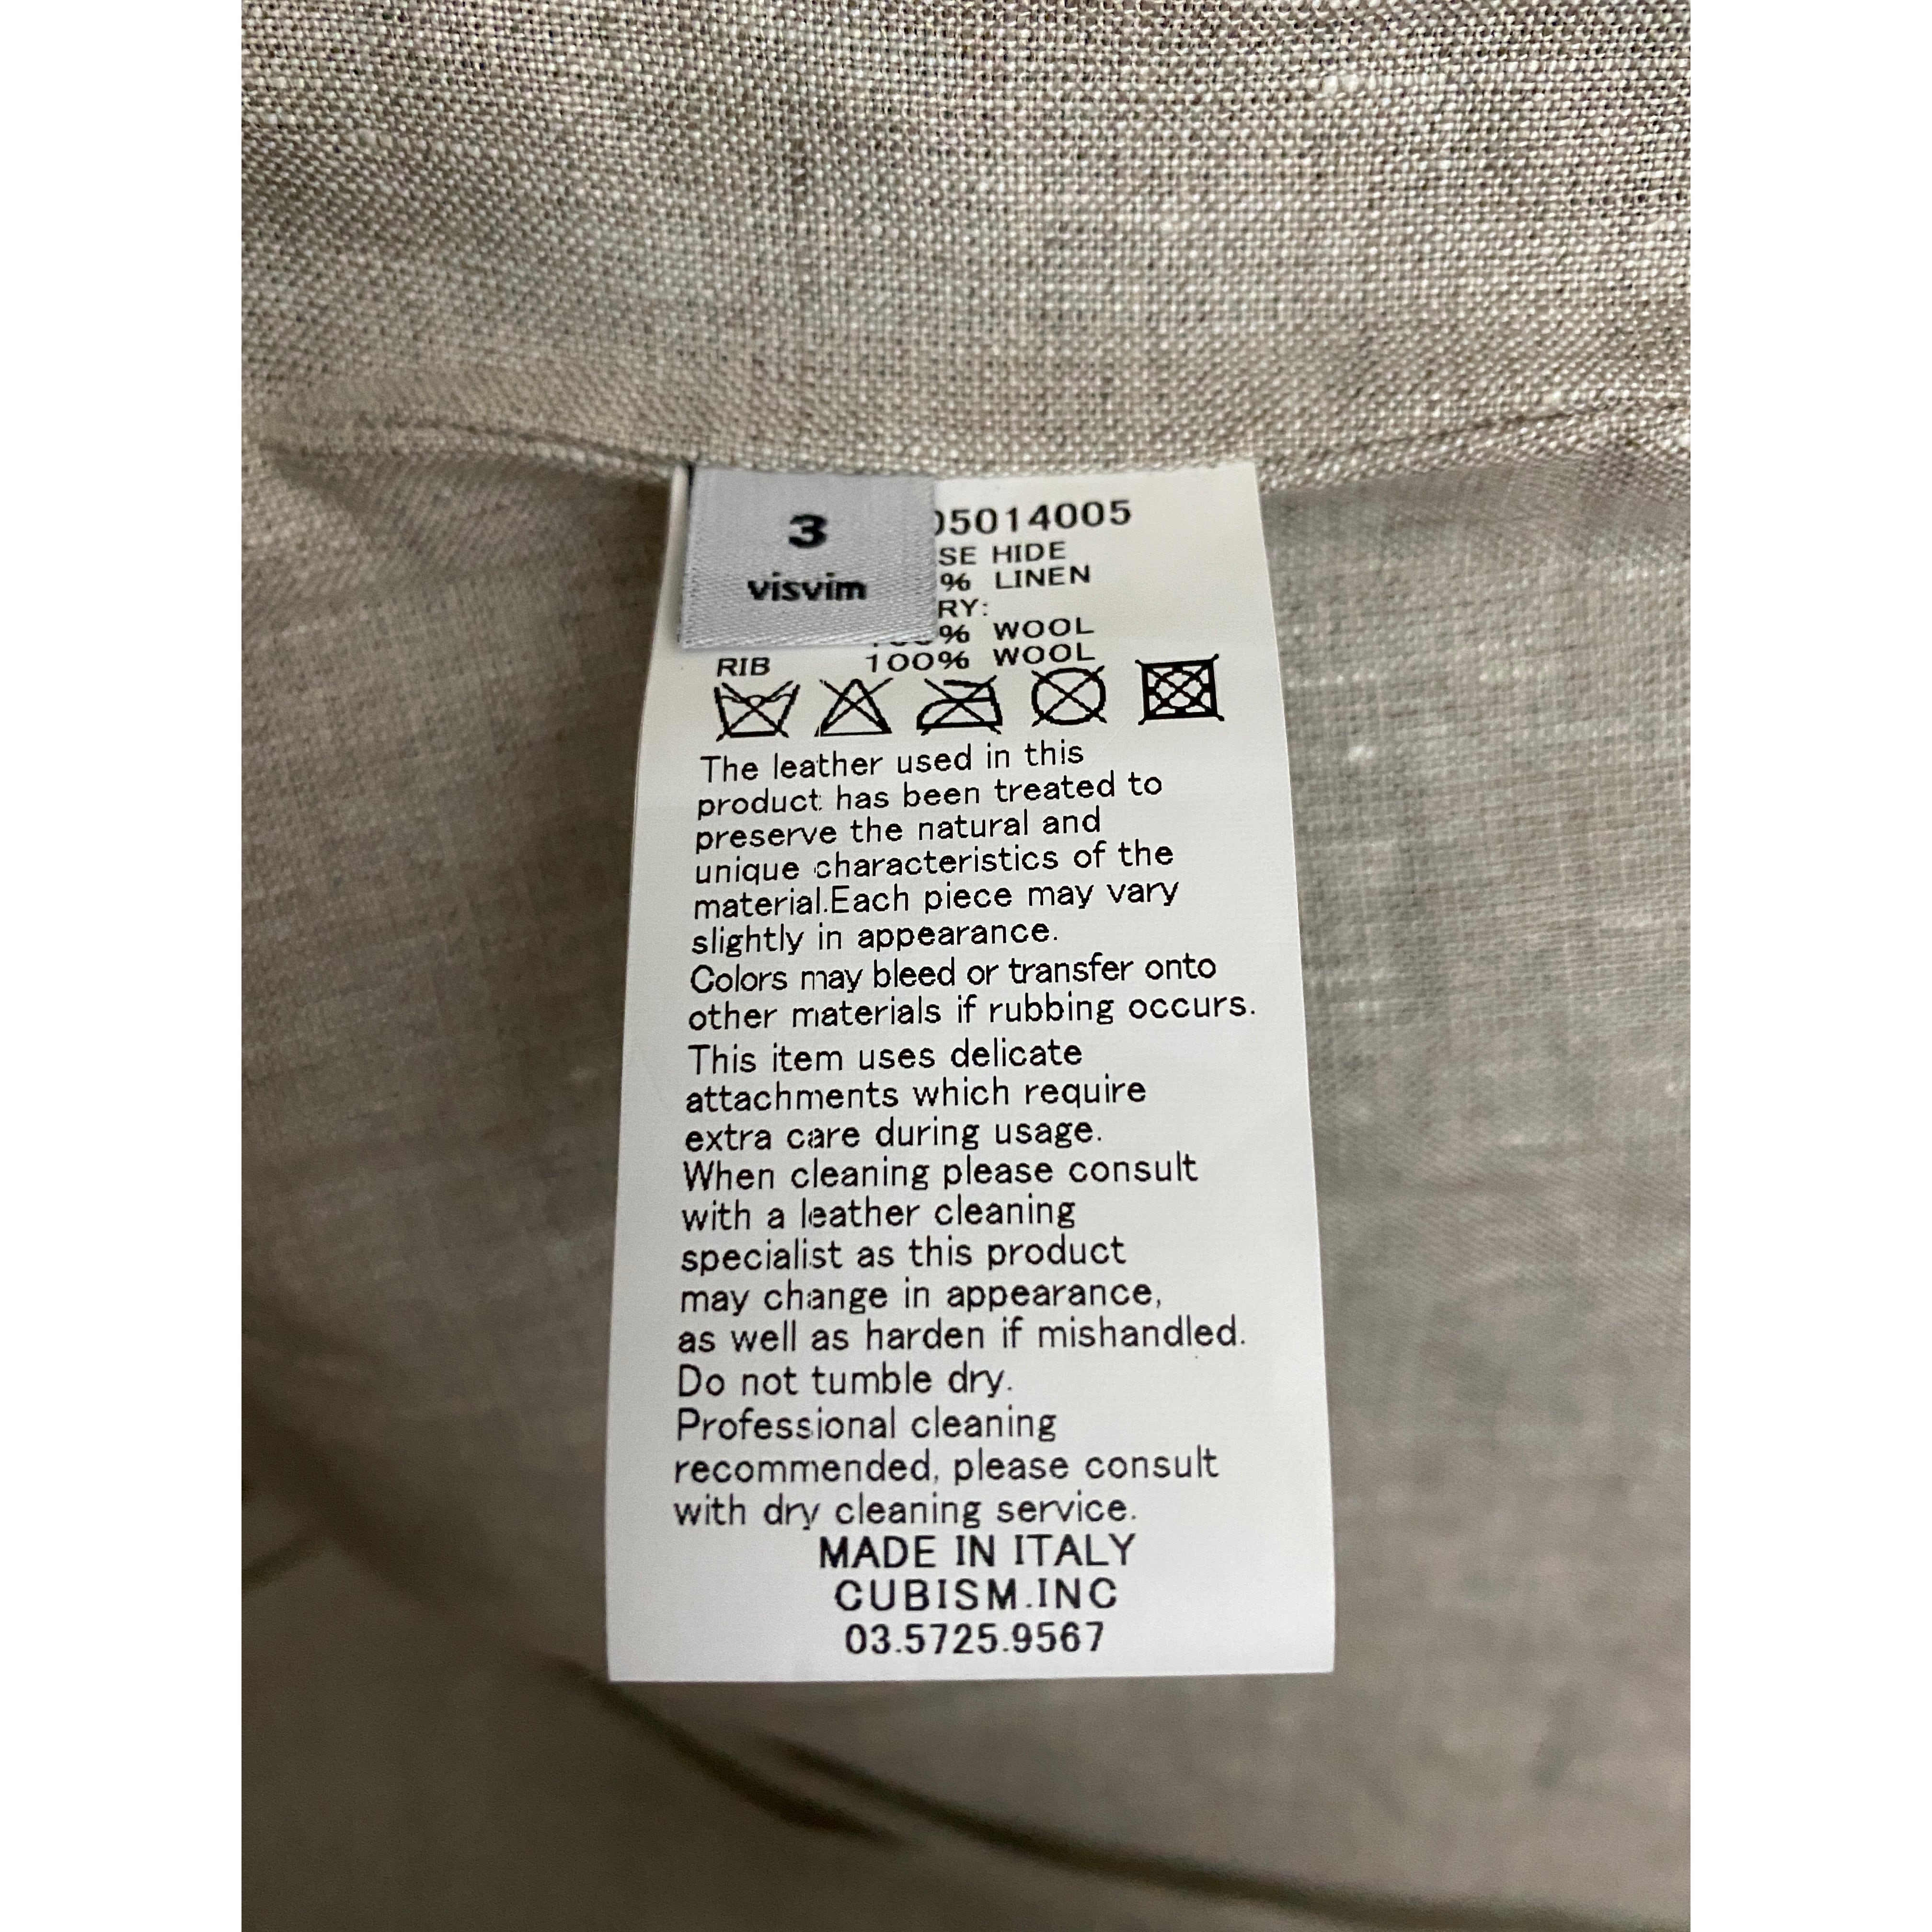 3
visvim
05014005
SE HIDE
% LINEN
RY:
% WOOL
RIB 100% WOOL
The leather used in this
product has been treated to
preserve the natural and
unique characteristics of the
material.Each piece may vary
slightly in appearance.
Colors may bleed or transfer onto
other materials if rubbing occurs.
This item uses delicate
attachments which require
extra care during usage.
When cleaning please consult
with a leather cleaning
specialist as this product
may change in appearance,
as well as harden if mishandled.
Do not tumble dry.
Professional cleaning
recommended, please consult
with dry cleaning service.
MADE IN ITALY
CUBISM.INC
03.5725.9567